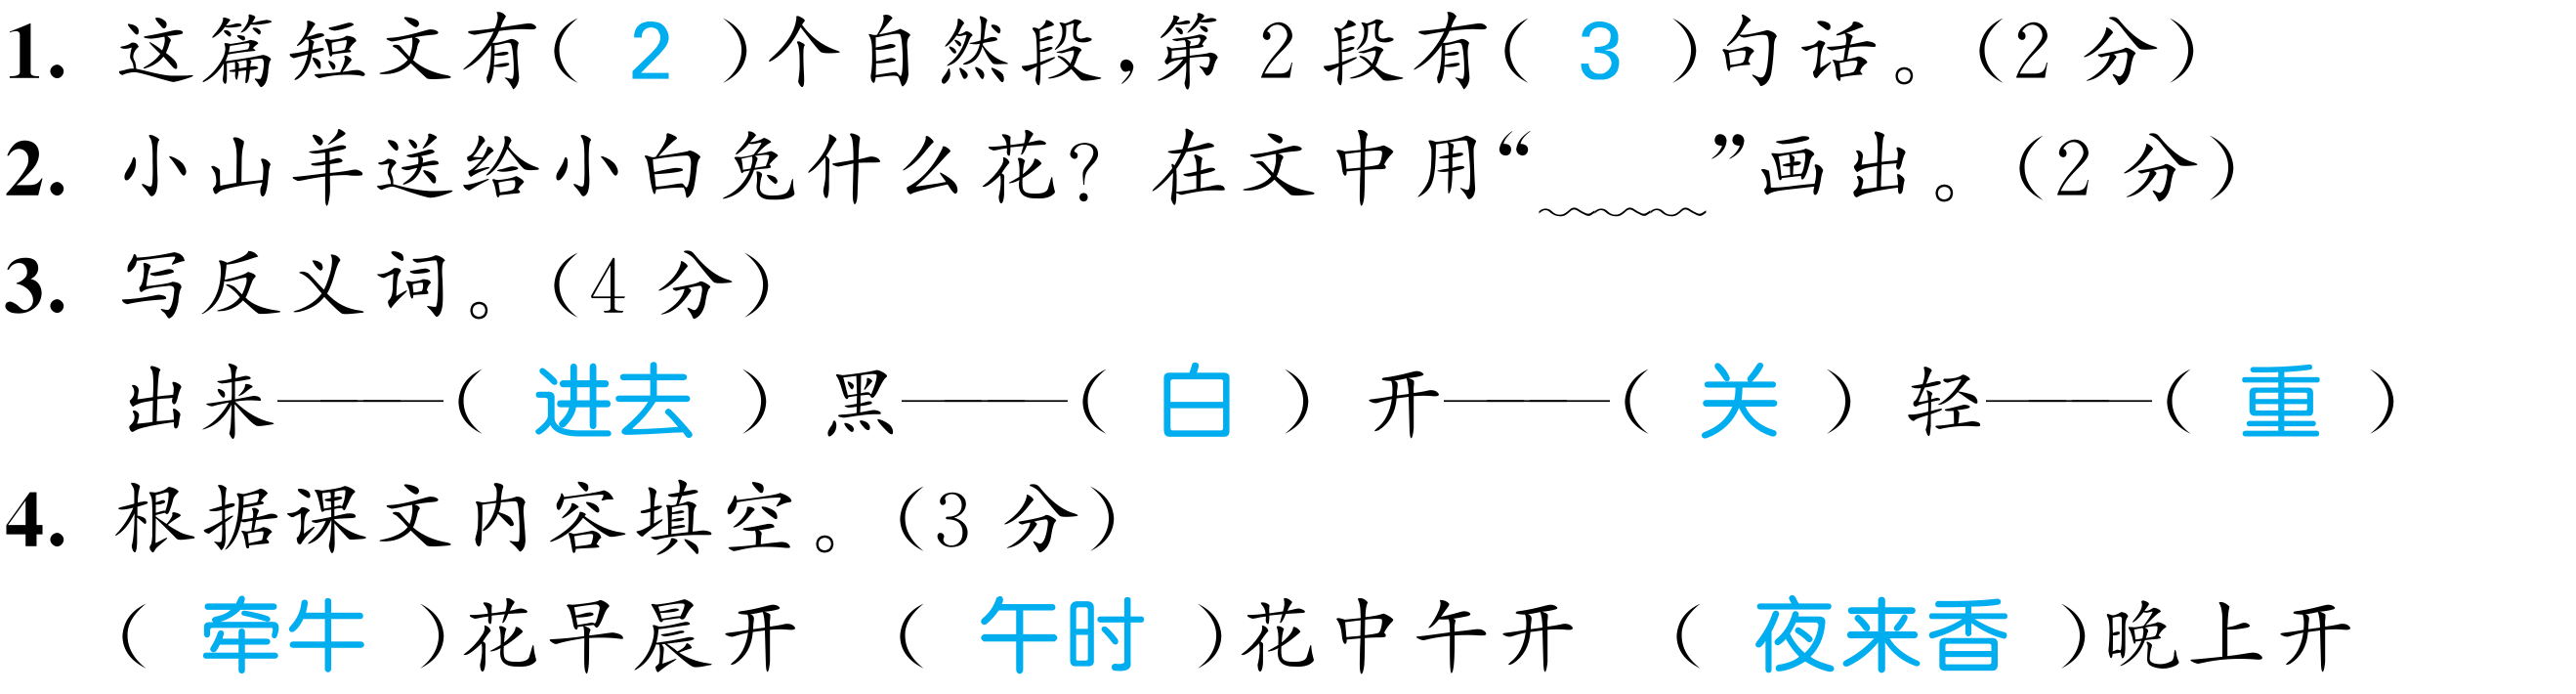 1. 这篇短文有( 2 )个自然段,第 2 段有( 3 )句话。(2 分)
2. 小山羊送给小白兔什么花? 在文中用“﹏﹏﹏”画出。(2 分)
3. 写反义词。(4 分)
出来——( 进去 ) 黑——( 白 ) 开——( 关 ) 轻——( 重 )
4. 根据课文内容填空。(3 分)
( 牵牛 )花早晨开 ( 午时 )花中午开 ( 夜来香 )晚上开